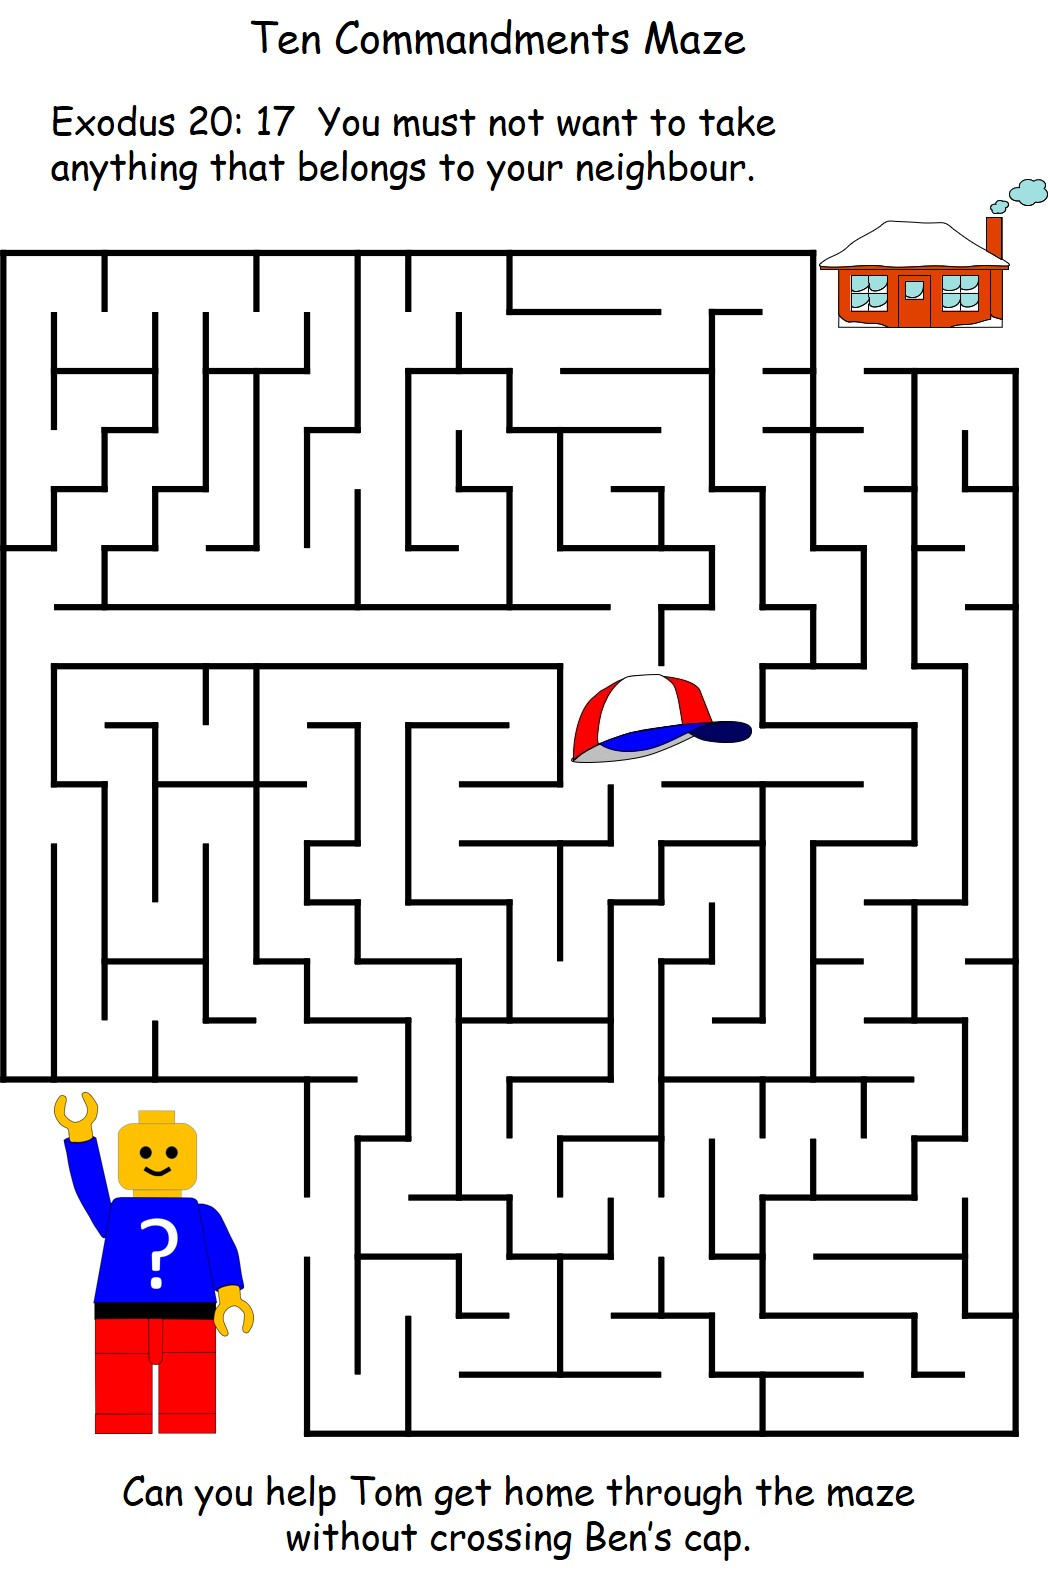 Ten Commandments Maze
Exodus 20: 17  You must not want to take
anything that belongs to your neighbour.
?
Can you help Tom get home through the maze
without crossing Ben's cap.